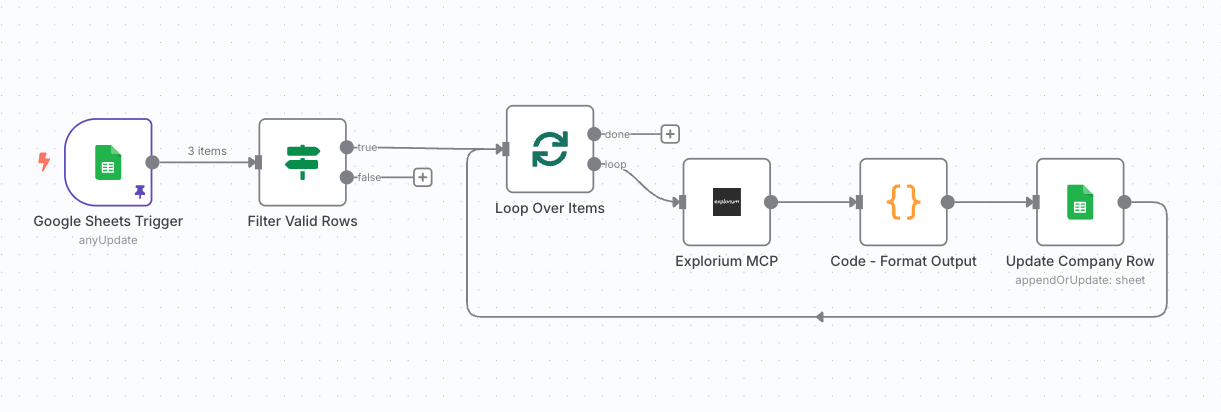 3 items
true
false
done
loop
Google Sheets Trigger
anyUpdate
Filter Valid Rows
Loop Over Items
explorium
Explorium MCP
{}
Code - Format Output
Update Company Row
appendOrUpdate: sheet